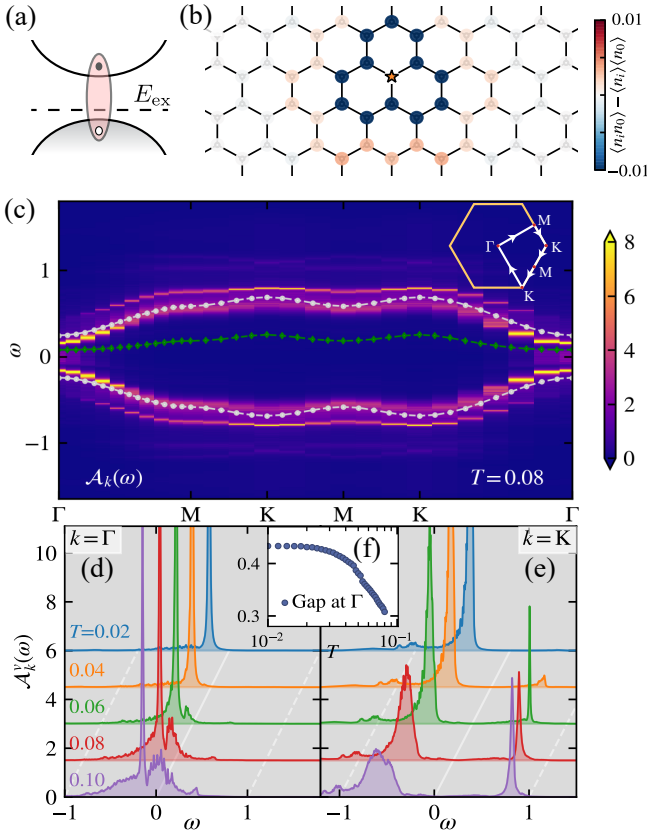 (a)
E_ex
(b)
0.01
−0.01
⟨n_i n_0⟩ − ⟨n_i⟩⟨n_0⟩
(c)
1
0
−1
ω
Γ
M
K
M
K
8
6
4
2
0
𝒜_k(ω)
T = 0.08
Γ M K M K Γ
k = Γ
(d)
10
8
6
4
2
0
𝒜_k^γ(ω)
T = 0.02
0.04
0.06
0.08
0.10
−1 0 1
ω
(f)
0.4
0.3
Gap at Γ
10^−2 10^−1
T
k = K
(e)
−1 0 1
ω